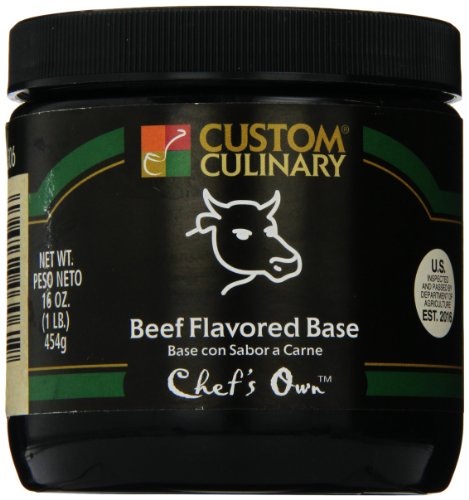 CUSTOM®
CULINARY
NET WT.
PESO NETO
16 OZ.
(1 LB.)
454g
U.S.
INSPECTED
AND PASSED BY
DEPARTMENT OF
AGRICULTURE
EST. 2016
Beef Flavored Base
Base con Sabor a Carne
Chef's Own™